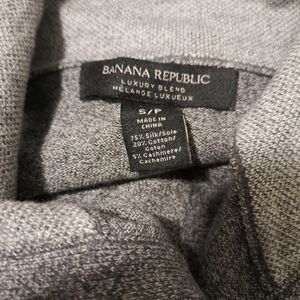 BANANA REPUBLIC
LUXURY BLEND
MÉLANGE LUXUEUX
S/P
MADE IN
CHINA
75% Silk/Soie
20% Cotton/
Coton
5% Cashmere/
Cachemire